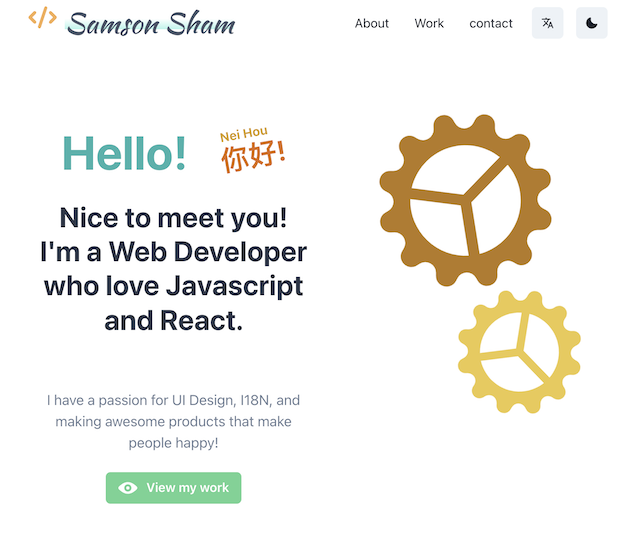 </> Samson Sham
About Work contact
Hello!
Nei Hou
你好!
Nice to meet you!
I'm a Web Developer
who love Javascript
and React.
I have a passion for UI Design, I18N, and
making awesome products that make
people happy!
View my work